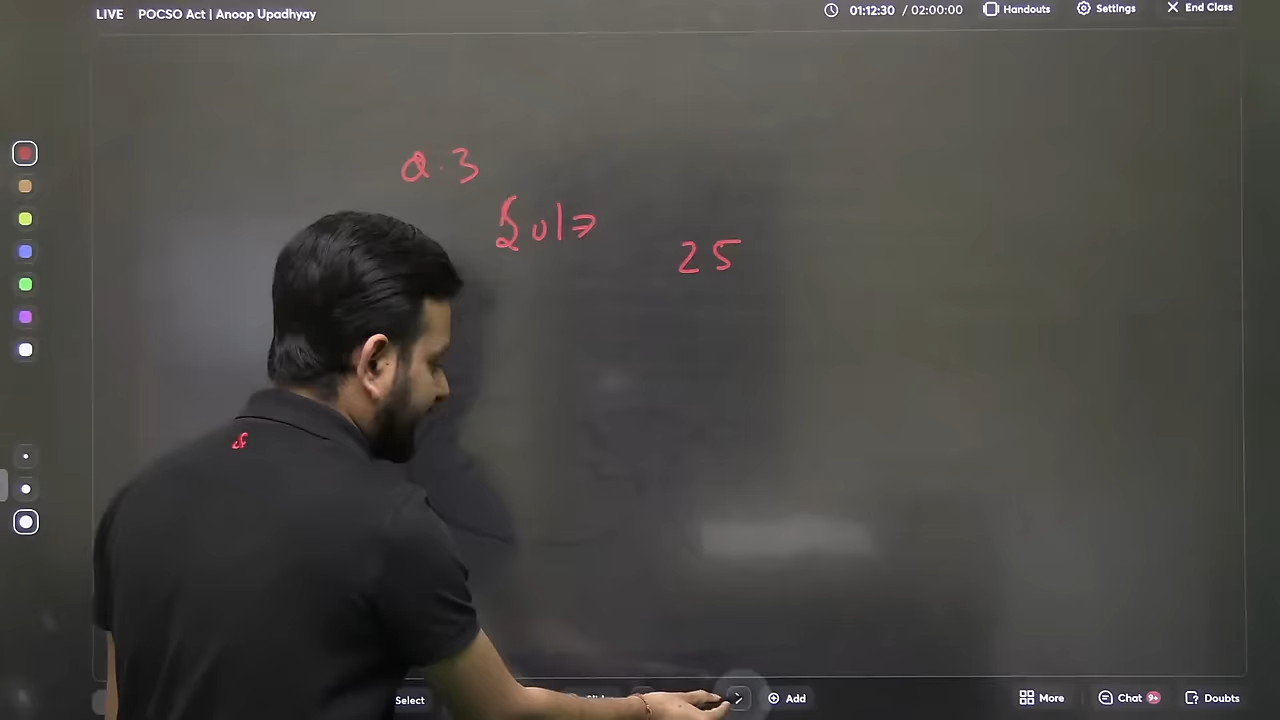 LIVE POCSO Act | Anoop Upadhyay 01:12:30 / 02:00:00 Handouts Settings End Class
Q.3
Sol⇒
25
Select Add More Chat 9+ Doubts